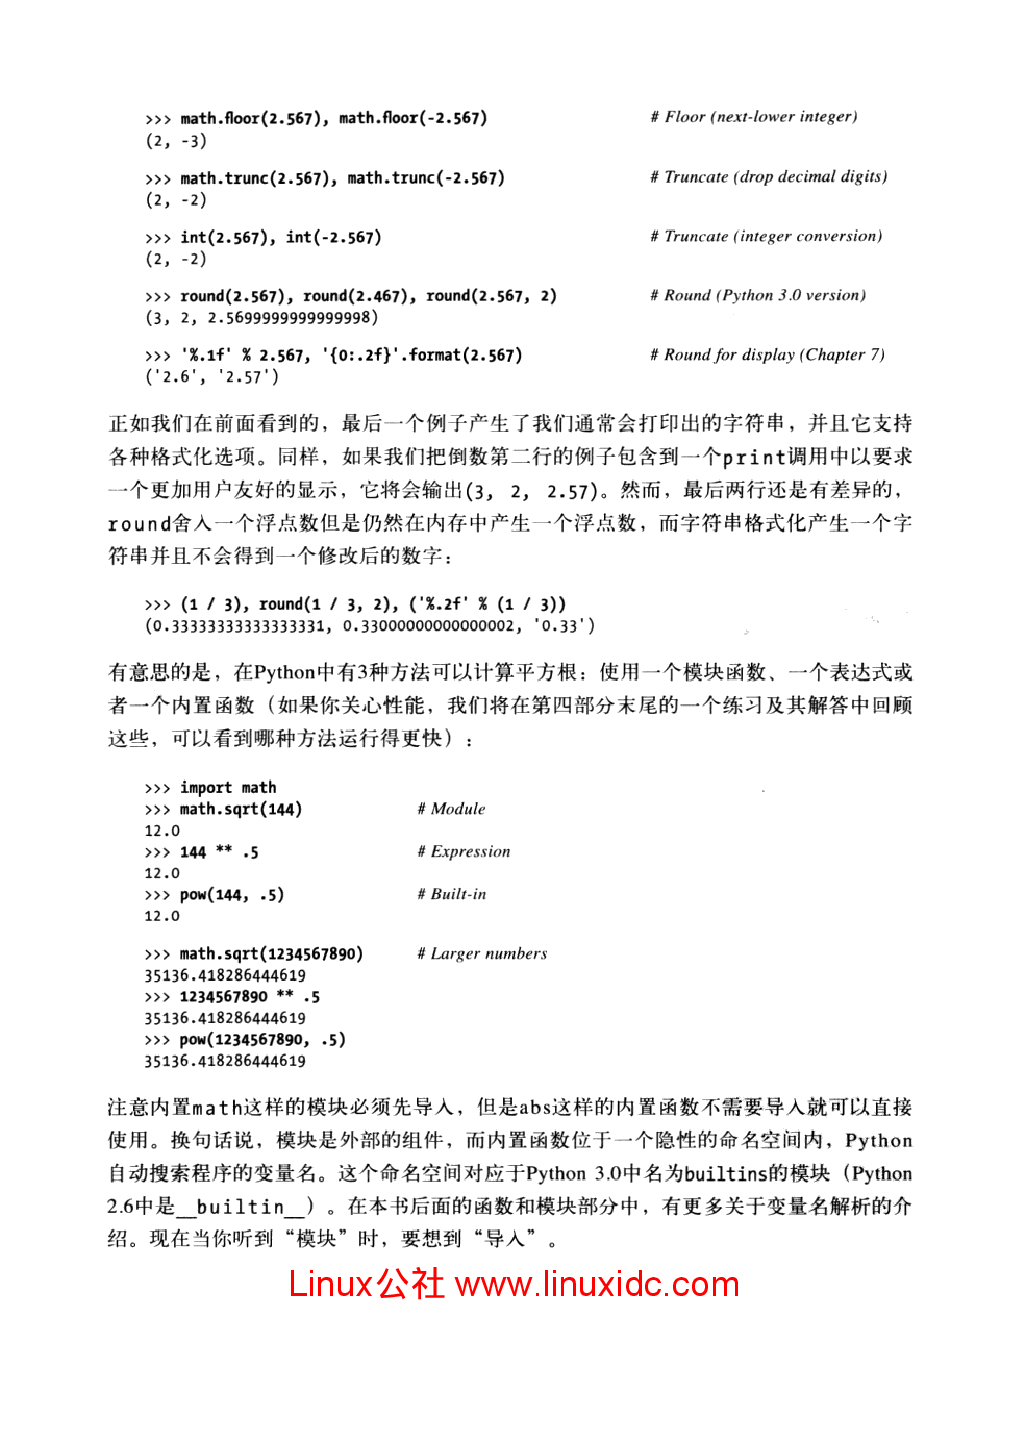 >>> math.floor(2.567), math.floor(-2.567) # Floor (next-lower integer)
(2, -3)
>>> math.trunc(2.567), math.trunc(-2.567) # Truncate (drop decimal digits)
(2, -2)
>>> int(2.567), int(-2.567) # Truncate (integer conversion)
(2, -2)
>>> round(2.567), round(2.467), round(2.567, 2) # Round (Python 3.0 version)
(3, 2, 2.5699999999999998)
>>> '%.1f' % 2.567, '{0:.2f}'.format(2.567) # Round for display (Chapter 7)
('2.6', '2.57')
正如我们在前面看到的，最后一个例子产生了我们通常会打印出的字符串，并且它支持
各种格式化选项。同样，如果我们把倒数第二行的例子包含到一个print调用中以要求
一个更加用户友好的显示，它将会输出(3, 2, 2.57)。然而，最后两行还是有差异的，
round舍入一个浮点数但是仍然在内存中产生一个浮点数，而字符串格式化产生一个字
符串并且不会得到一个修改后的数字：
>>> (1 / 3), round(1 / 3, 2), ('%.2f' % (1 / 3))
(0.33333333333333331, 0.33000000000000002, '0.33')
有意思的是，在Python中有3种方法可以计算平方根：使用一个模块函数、一个表达式或
者一个内置函数（如果你关心性能，我们将在第四部分末尾的一个练习及其解答中回顾
这些，可以看到哪种方法运行得更快）：
>>> import math
>>> math.sqrt(144) # Module
12.0
>>> 144 ** .5 # Expression
12.0
>>> pow(144, .5) # Built-in
12.0
>>> math.sqrt(1234567890) # Larger numbers
35136.418286444619
>>> 1234567890 ** .5
35136.418286444619
>>> pow(1234567890, .5)
35136.418286444619
注意内置math这样的模块必须先导入，但是abs这样的内置函数不需要导入就可以直接
使用。换句话说，模块是外部的组件，而内置函数位于一个隐性的命名空间内，Python
自动搜索程序的变量名。这个命名空间对应于Python 3.0中名为builtins的模块（Python
2.6中是__builtin__）。在本书后面的函数和模块部分中，有更多关于变量名解析的介
绍。现在当你听到“模块”时，要想到“导入”。
Linux公社 www.linuxidc.com